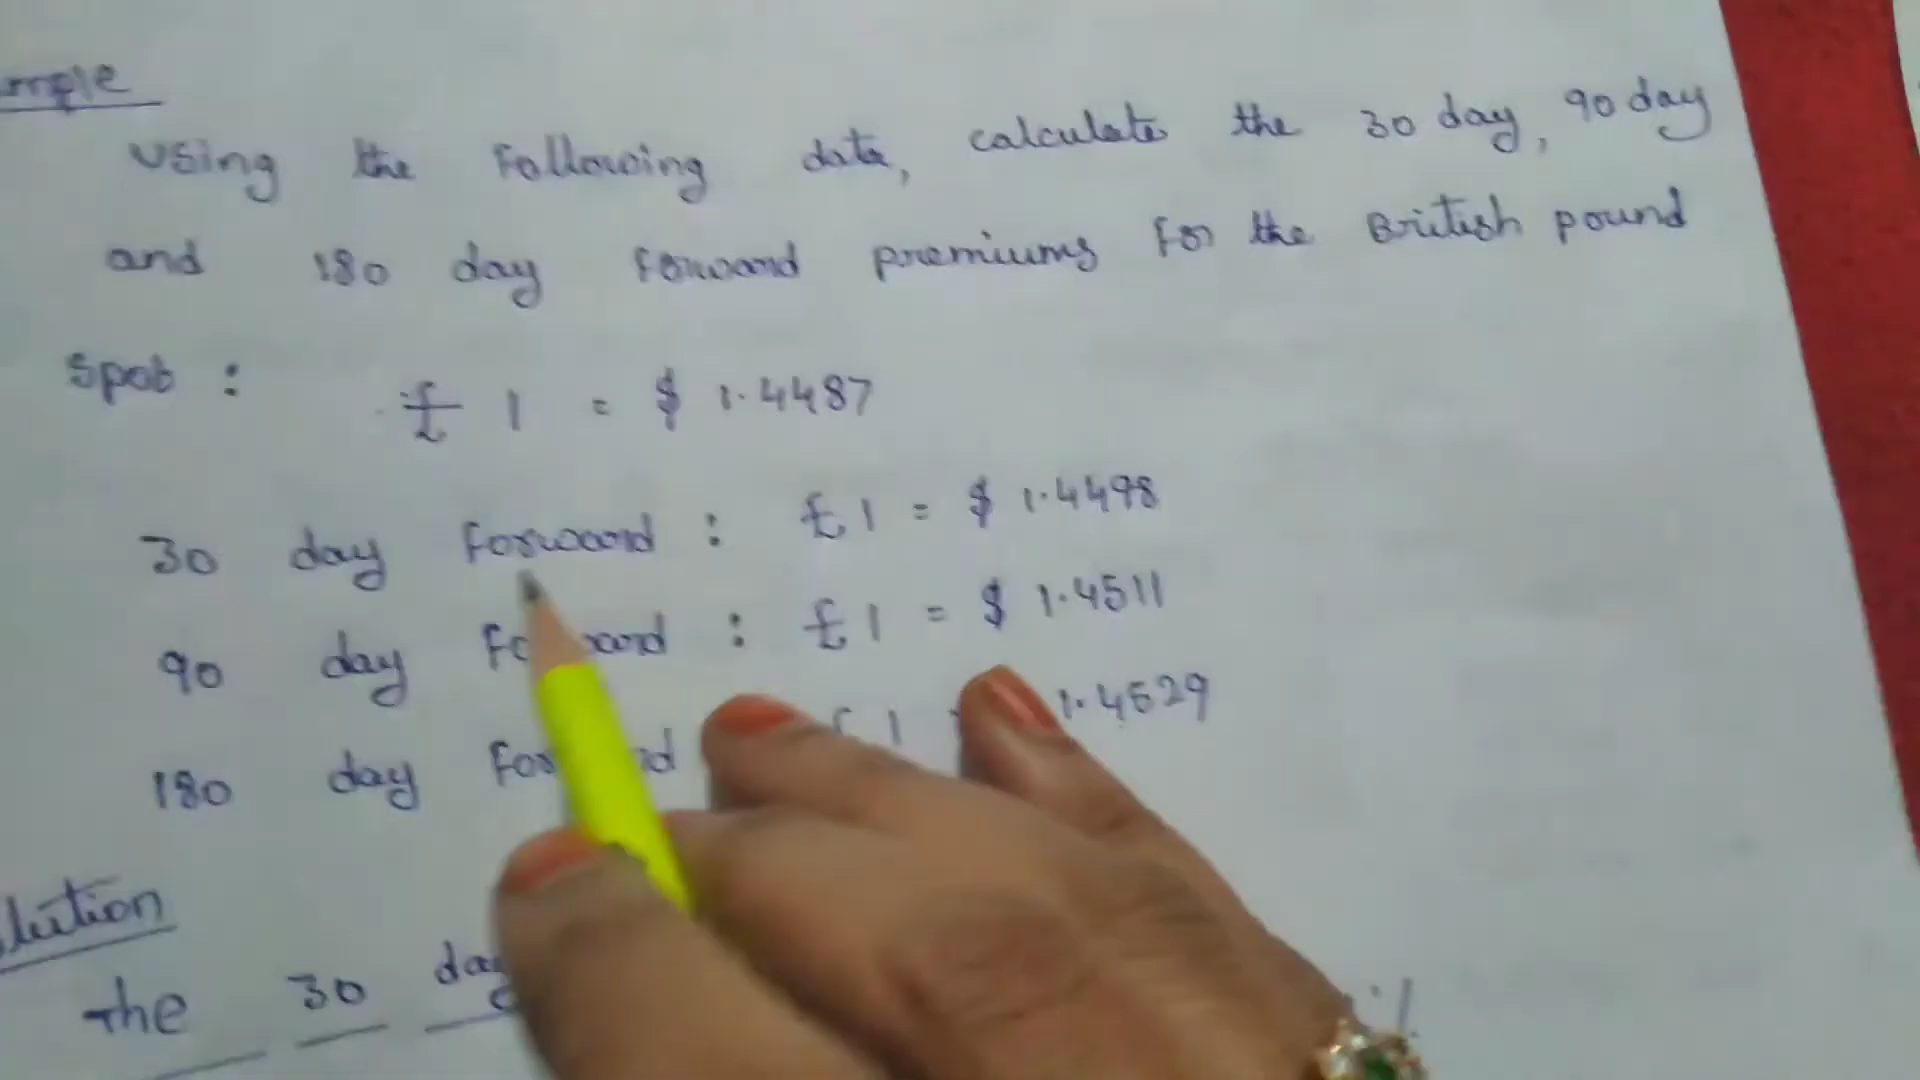 Using the Following data, calculate the 30 day, 90 day
and 180 day Forward premiums For the British pound
Spot : £ 1 = $ 1.4487
30 day Forward : £1 = $ 1.4498
90 day : £1 = $ 1.4511
180 day 1 1.4529
The 30 day